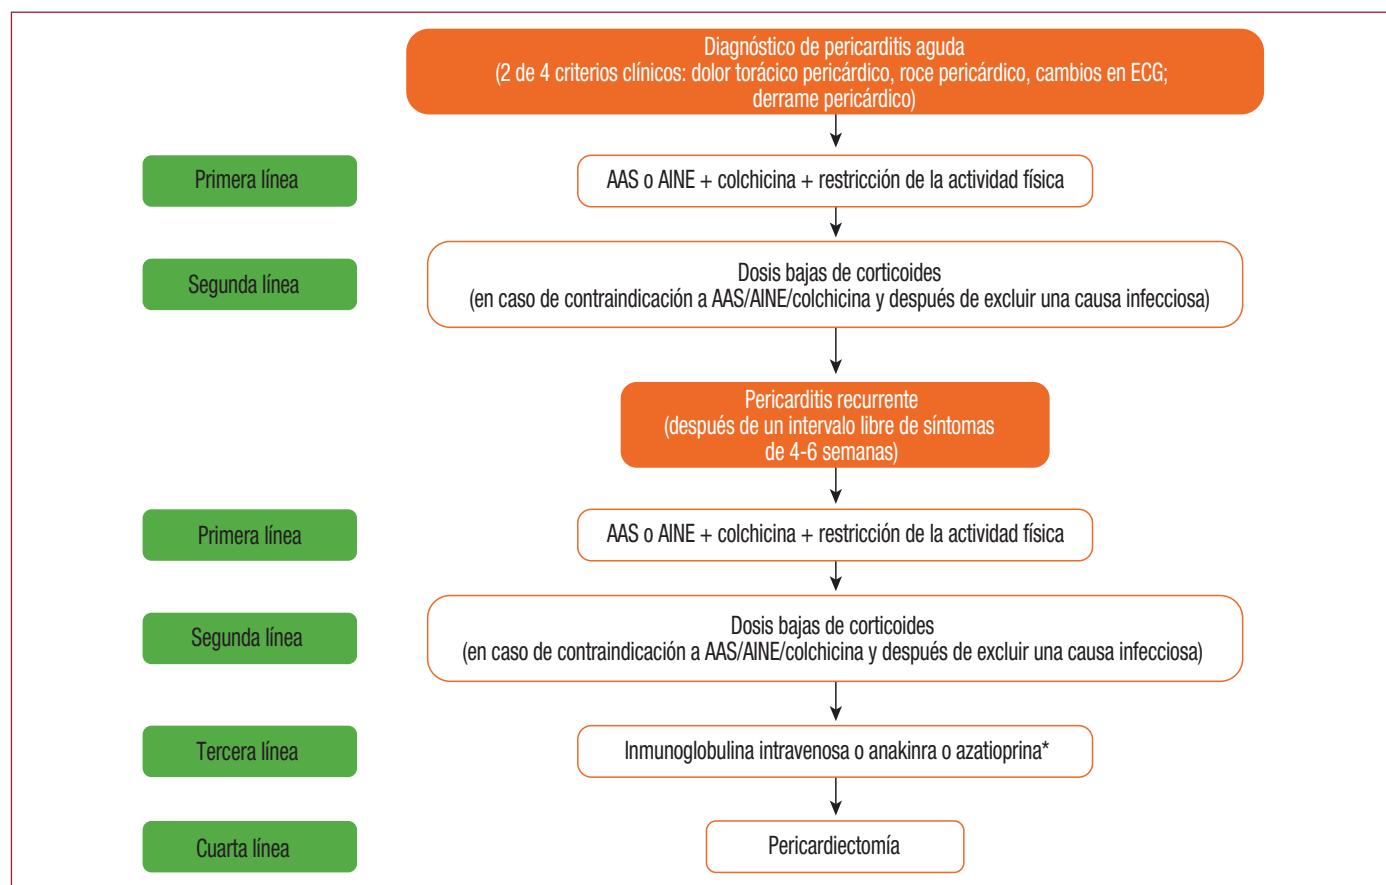 Diagnóstico de pericarditis aguda
(2 de 4 criterios clínicos: dolor torácico pericárdico, roce pericárdico, cambios en ECG;
derrame pericárdico)
Primera línea
AAS o AINE + colchicina + restricción de la actividad física
Segunda línea
Dosis bajas de corticoides
(en caso de contraindicación a AAS/AINE/colchicina y después de excluir una causa infecciosa)
Pericarditis recurrente
(después de un intervalo libre de síntomas
de 4-6 semanas)
Primera línea
AAS o AINE + colchicina + restricción de la actividad física
Segunda línea
Dosis bajas de corticoides
(en caso de contraindicación a AAS/AINE/colchicina y después de excluir una causa infecciosa)
Tercera línea
Inmunoglobulina intravenosa o anakinra o azatioprina*
Cuarta línea
Pericardiectomía